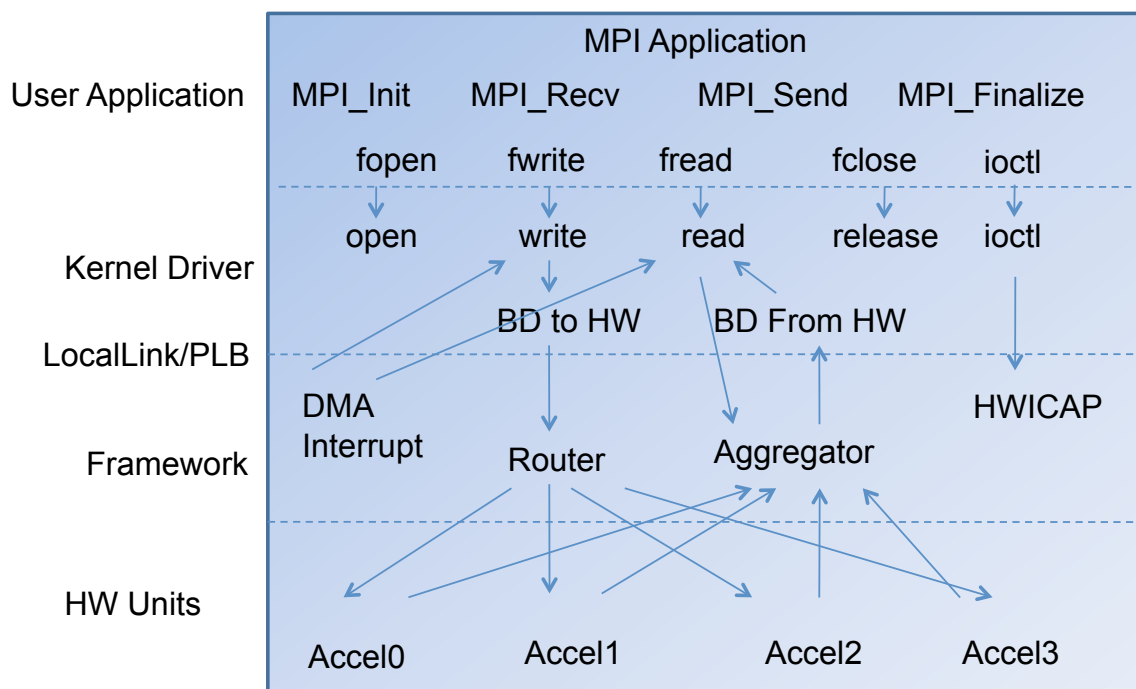 MPI Application
User Application MPI_Init MPI_Recv MPI_Send MPI_Finalize
fopen fwrite fread fclose ioctl
open write read release ioctl
Kernel Driver
BD to HW BD From HW
LocalLink/PLB
DMA
Interrupt
HWICAP
Framework Router Aggregator
HW Units
Accel0 Accel1 Accel2 Accel3